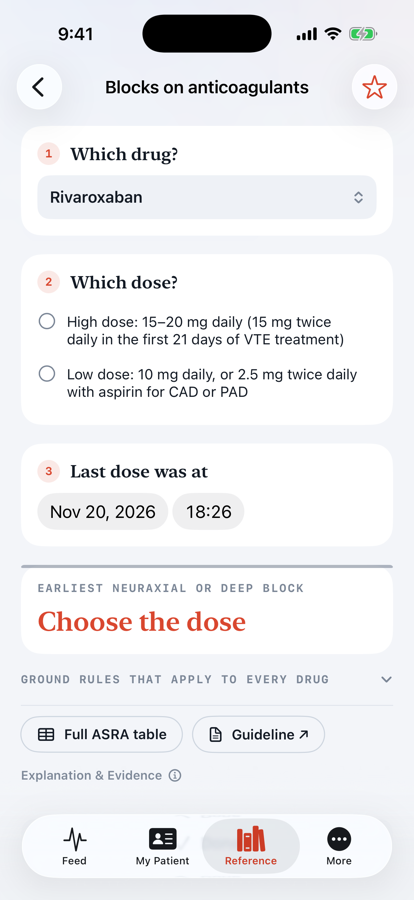 9:41
Blocks on anticoagulants
1 Which drug?
Rivaroxaban
2 Which dose?
High dose: 15–20 mg daily (15 mg twice
daily in the first 21 days of VTE treatment)
Low dose: 10 mg daily, or 2.5 mg twice daily
with aspirin for CAD or PAD
3 Last dose was at
Nov 20, 2026 18:26
EARLIEST NEURAXIAL OR DEEP BLOCK
Choose the dose
GROUND RULES THAT APPLY TO EVERY DRUG
Full ASRA table Guideline ↗
Explanation & Evidence
Feed My Patient Reference More